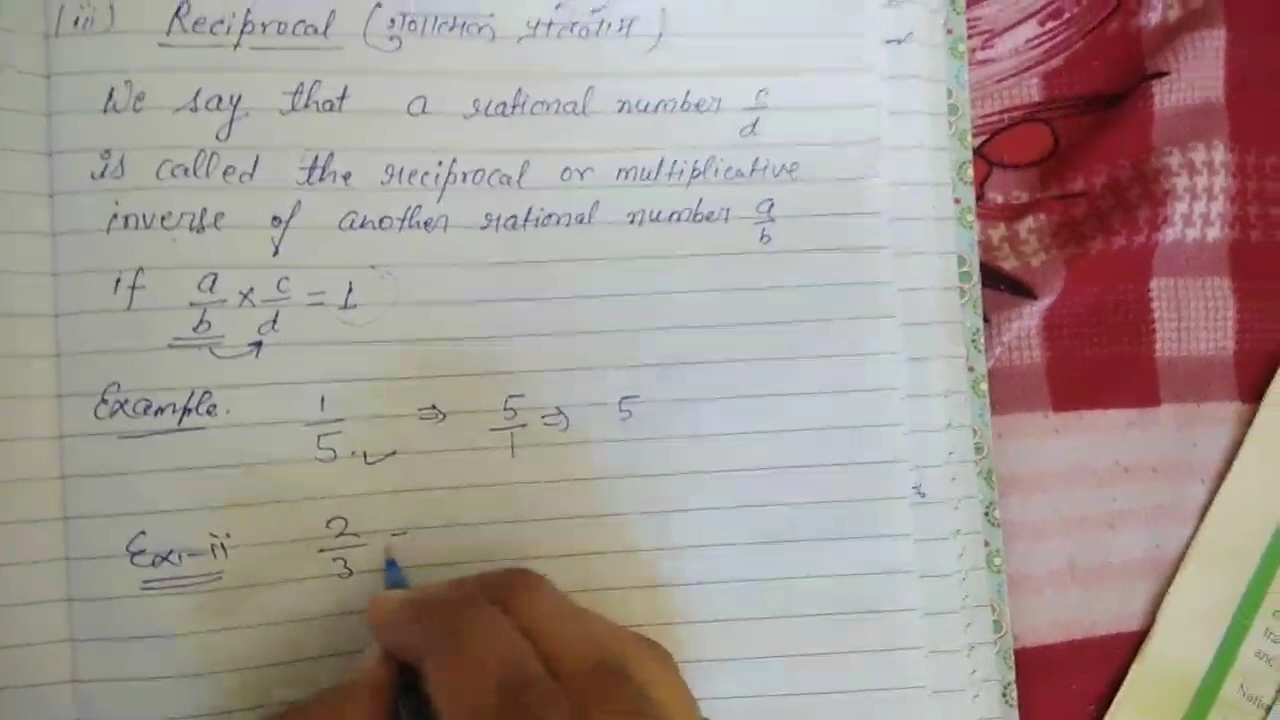 (iii) Reciprocal (गुणात्मक प्रतिलोम)
We say that a rational number c/d
is called the reciprocal or multiplicative
inverse of another rational number a/b
if a/b × c/d = 1
Example. 1/5 ⇒ 5/1 ⇒ 5
Ex-ii 2/3 -
and